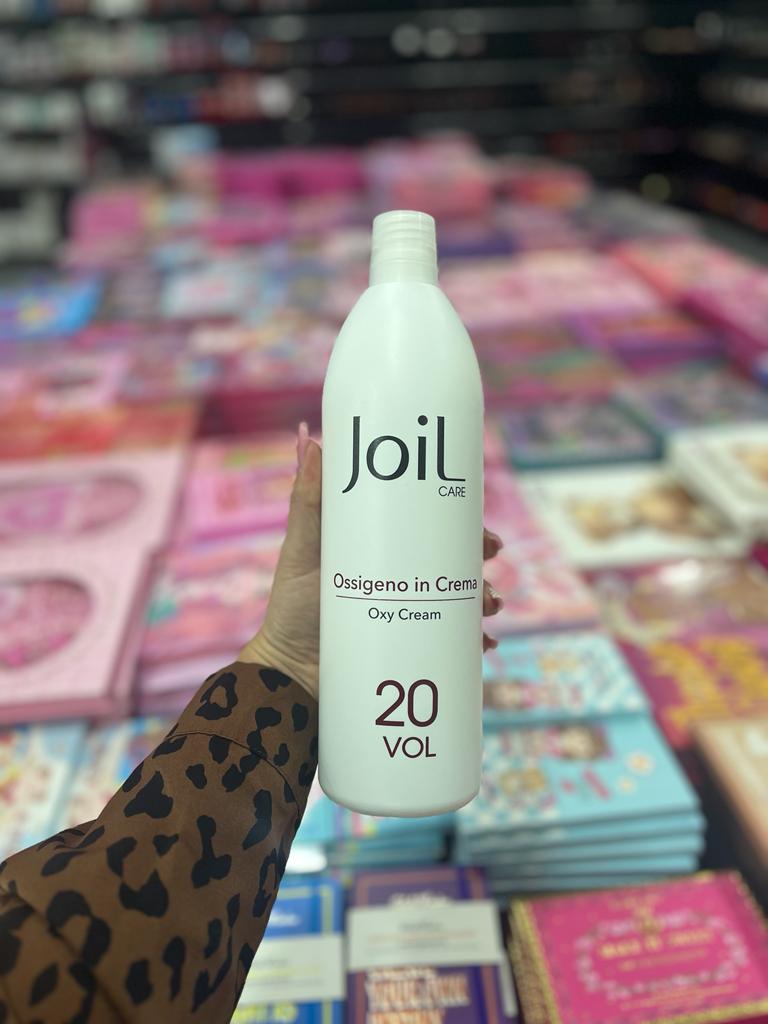 JoiL
CARE
Ossigeno in Crema
Oxy Cream
20
VOL